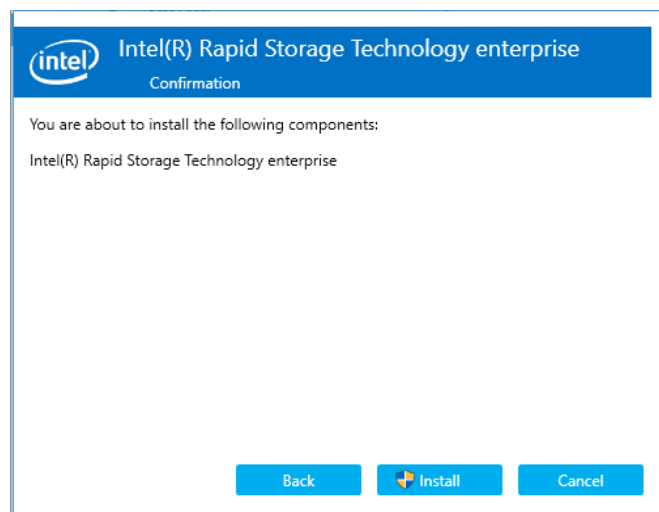 intel
Intel(R) Rapid Storage Technology enterprise
Confirmation
You are about to install the following components:
Intel(R) Rapid Storage Technology enterprise
Back
Install
Cancel